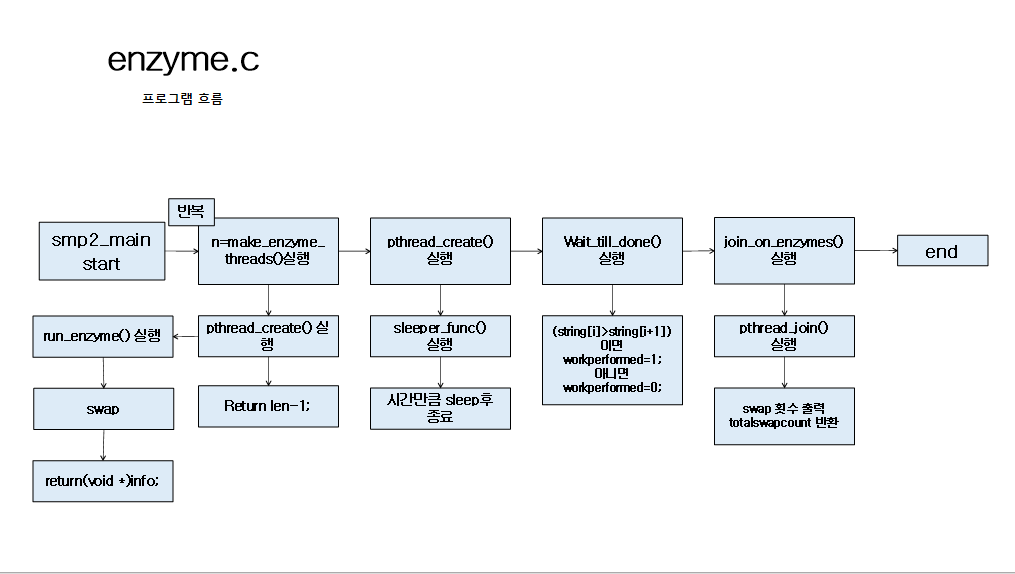 enzyme.c
프로그램 흐름
반복
smp2_main
start
n=make_enzyme_
threads()실행
pthread_create()
실행
Wait_till_done()
실행
join_on_enzymes()
실행
end
run_enzyme() 실행
pthread_create() 실
행
sleeper_func()
실행
(string[i]>string[i+1])
이면
workperformed=1;
아니면
workperformed=0;
pthread_join()
실행
swap
Return len-1;
시간만큼 sleep후
종료
swap 횟수 출력
totalswapcount 반환
return(void *)info;